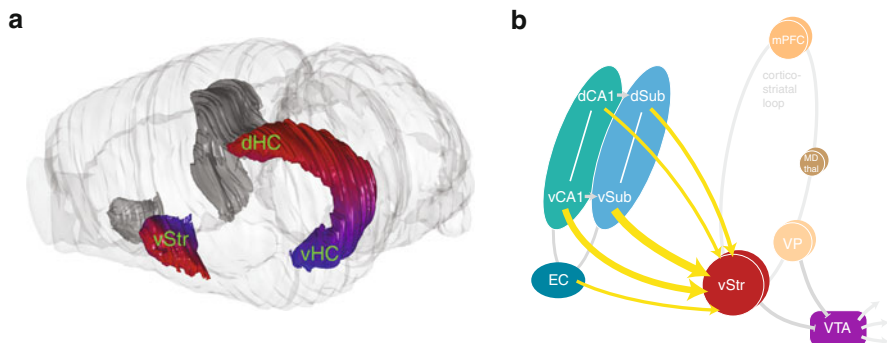 a
dHC
vStr
vHC
b
mPFC
cortico-
striatal
loop
dCA1
dSub
MD
thal
vCA1
vSub
VP
EC
vStr
VTA